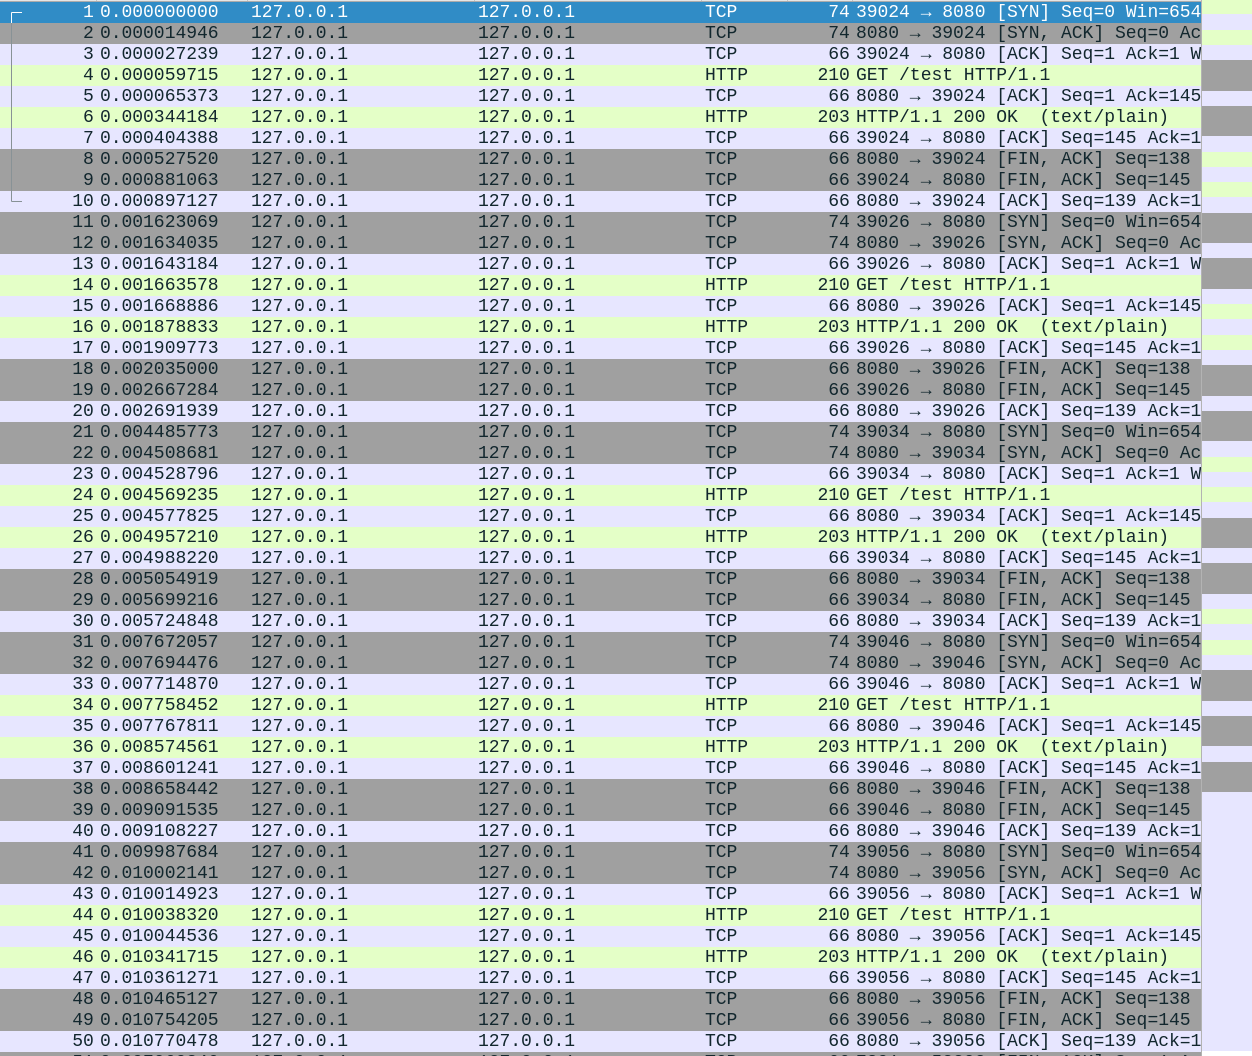 1 0.000000000 127.0.0.1 127.0.0.1 TCP 74 39024 → 8080 [SYN] Seq=0 Win=654
2 0.000014946 127.0.0.1 127.0.0.1 TCP 74 8080 → 39024 [SYN, ACK] Seq=0 Ac
3 0.000027239 127.0.0.1 127.0.0.1 TCP 66 39024 → 8080 [ACK] Seq=1 Ack=1 W
4 0.000059715 127.0.0.1 127.0.0.1 HTTP 210 GET /test HTTP/1.1
5 0.000065373 127.0.0.1 127.0.0.1 TCP 66 8080 → 39024 [ACK] Seq=1 Ack=145
6 0.000344184 127.0.0.1 127.0.0.1 HTTP 203 HTTP/1.1 200 OK (text/plain)
7 0.000404388 127.0.0.1 127.0.0.1 TCP 66 39024 → 8080 [ACK] Seq=145 Ack=1
8 0.000527520 127.0.0.1 127.0.0.1 TCP 66 8080 → 39024 [FIN, ACK] Seq=138
9 0.000881063 127.0.0.1 127.0.0.1 TCP 66 39024 → 8080 [FIN, ACK] Seq=145
10 0.000897127 127.0.0.1 127.0.0.1 TCP 66 8080 → 39024 [ACK] Seq=139 Ack=1
11 0.001623069 127.0.0.1 127.0.0.1 TCP 74 39026 → 8080 [SYN] Seq=0 Win=654
12 0.001634035 127.0.0.1 127.0.0.1 TCP 74 8080 → 39026 [SYN, ACK] Seq=0 Ac
13 0.001643184 127.0.0.1 127.0.0.1 TCP 66 39026 → 8080 [ACK] Seq=1 Ack=1 W
14 0.001663578 127.0.0.1 127.0.0.1 HTTP 210 GET /test HTTP/1.1
15 0.001668886 127.0.0.1 127.0.0.1 TCP 66 8080 → 39026 [ACK] Seq=1 Ack=145
16 0.001878833 127.0.0.1 127.0.0.1 HTTP 203 HTTP/1.1 200 OK (text/plain)
17 0.001909773 127.0.0.1 127.0.0.1 TCP 66 39026 → 8080 [ACK] Seq=145 Ack=1
18 0.002035000 127.0.0.1 127.0.0.1 TCP 66 8080 → 39026 [FIN, ACK] Seq=138
19 0.002667284 127.0.0.1 127.0.0.1 TCP 66 39026 → 8080 [FIN, ACK] Seq=145
20 0.002691939 127.0.0.1 127.0.0.1 TCP 66 8080 → 39026 [ACK] Seq=139 Ack=1
21 0.004485773 127.0.0.1 127.0.0.1 TCP 74 39034 → 8080 [SYN] Seq=0 Win=654
22 0.004508681 127.0.0.1 127.0.0.1 TCP 74 8080 → 39034 [SYN, ACK] Seq=0 Ac
23 0.004528796 127.0.0.1 127.0.0.1 TCP 66 39034 → 8080 [ACK] Seq=1 Ack=1 W
24 0.004569235 127.0.0.1 127.0.0.1 HTTP 210 GET /test HTTP/1.1
25 0.004577825 127.0.0.1 127.0.0.1 TCP 66 8080 → 39034 [ACK] Seq=1 Ack=145
26 0.004957210 127.0.0.1 127.0.0.1 HTTP 203 HTTP/1.1 200 OK (text/plain)
27 0.004988220 127.0.0.1 127.0.0.1 TCP 66 39034 → 8080 [ACK] Seq=145 Ack=1
28 0.005054919 127.0.0.1 127.0.0.1 TCP 66 8080 → 39034 [FIN, ACK] Seq=138
29 0.005699216 127.0.0.1 127.0.0.1 TCP 66 39034 → 8080 [FIN, ACK] Seq=145
30 0.005724848 127.0.0.1 127.0.0.1 TCP 66 8080 → 39034 [ACK] Seq=139 Ack=1
31 0.007672057 127.0.0.1 127.0.0.1 TCP 74 39046 → 8080 [SYN] Seq=0 Win=654
32 0.007694476 127.0.0.1 127.0.0.1 TCP 74 8080 → 39046 [SYN, ACK] Seq=0 Ac
33 0.007714870 127.0.0.1 127.0.0.1 TCP 66 39046 → 8080 [ACK] Seq=1 Ack=1 W
34 0.007758452 127.0.0.1 127.0.0.1 HTTP 210 GET /test HTTP/1.1
35 0.007767811 127.0.0.1 127.0.0.1 TCP 66 8080 → 39046 [ACK] Seq=1 Ack=145
36 0.008574561 127.0.0.1 127.0.0.1 HTTP 203 HTTP/1.1 200 OK (text/plain)
37 0.008601241 127.0.0.1 127.0.0.1 TCP 66 39046 → 8080 [ACK] Seq=145 Ack=1
38 0.008658442 127.0.0.1 127.0.0.1 TCP 66 8080 → 39046 [FIN, ACK] Seq=138
39 0.009091535 127.0.0.1 127.0.0.1 TCP 66 39046 → 8080 [FIN, ACK] Seq=145
40 0.009108227 127.0.0.1 127.0.0.1 TCP 66 8080 → 39046 [ACK] Seq=139 Ack=1
41 0.009987684 127.0.0.1 127.0.0.1 TCP 74 39056 → 8080 [SYN] Seq=0 Win=654
42 0.010002141 127.0.0.1 127.0.0.1 TCP 74 8080 → 39056 [SYN, ACK] Seq=0 Ac
43 0.010014923 127.0.0.1 127.0.0.1 TCP 66 39056 → 8080 [ACK] Seq=1 Ack=1 W
44 0.010038320 127.0.0.1 127.0.0.1 HTTP 210 GET /test HTTP/1.1
45 0.010044536 127.0.0.1 127.0.0.1 TCP 66 8080 → 39056 [ACK] Seq=1 Ack=145
46 0.010341715 127.0.0.1 127.0.0.1 HTTP 203 HTTP/1.1 200 OK (text/plain)
47 0.010361271 127.0.0.1 127.0.0.1 TCP 66 39056 → 8080 [ACK] Seq=145 Ack=1
48 0.010465127 127.0.0.1 127.0.0.1 TCP 66 8080 → 39056 [FIN, ACK] Seq=138
49 0.010754205 127.0.0.1 127.0.0.1 TCP 66 39056 → 8080 [FIN, ACK] Seq=145
50 0.010770478 127.0.0.1 127.0.0.1 TCP 66 8080 → 39056 [ACK] Seq=139 Ack=1